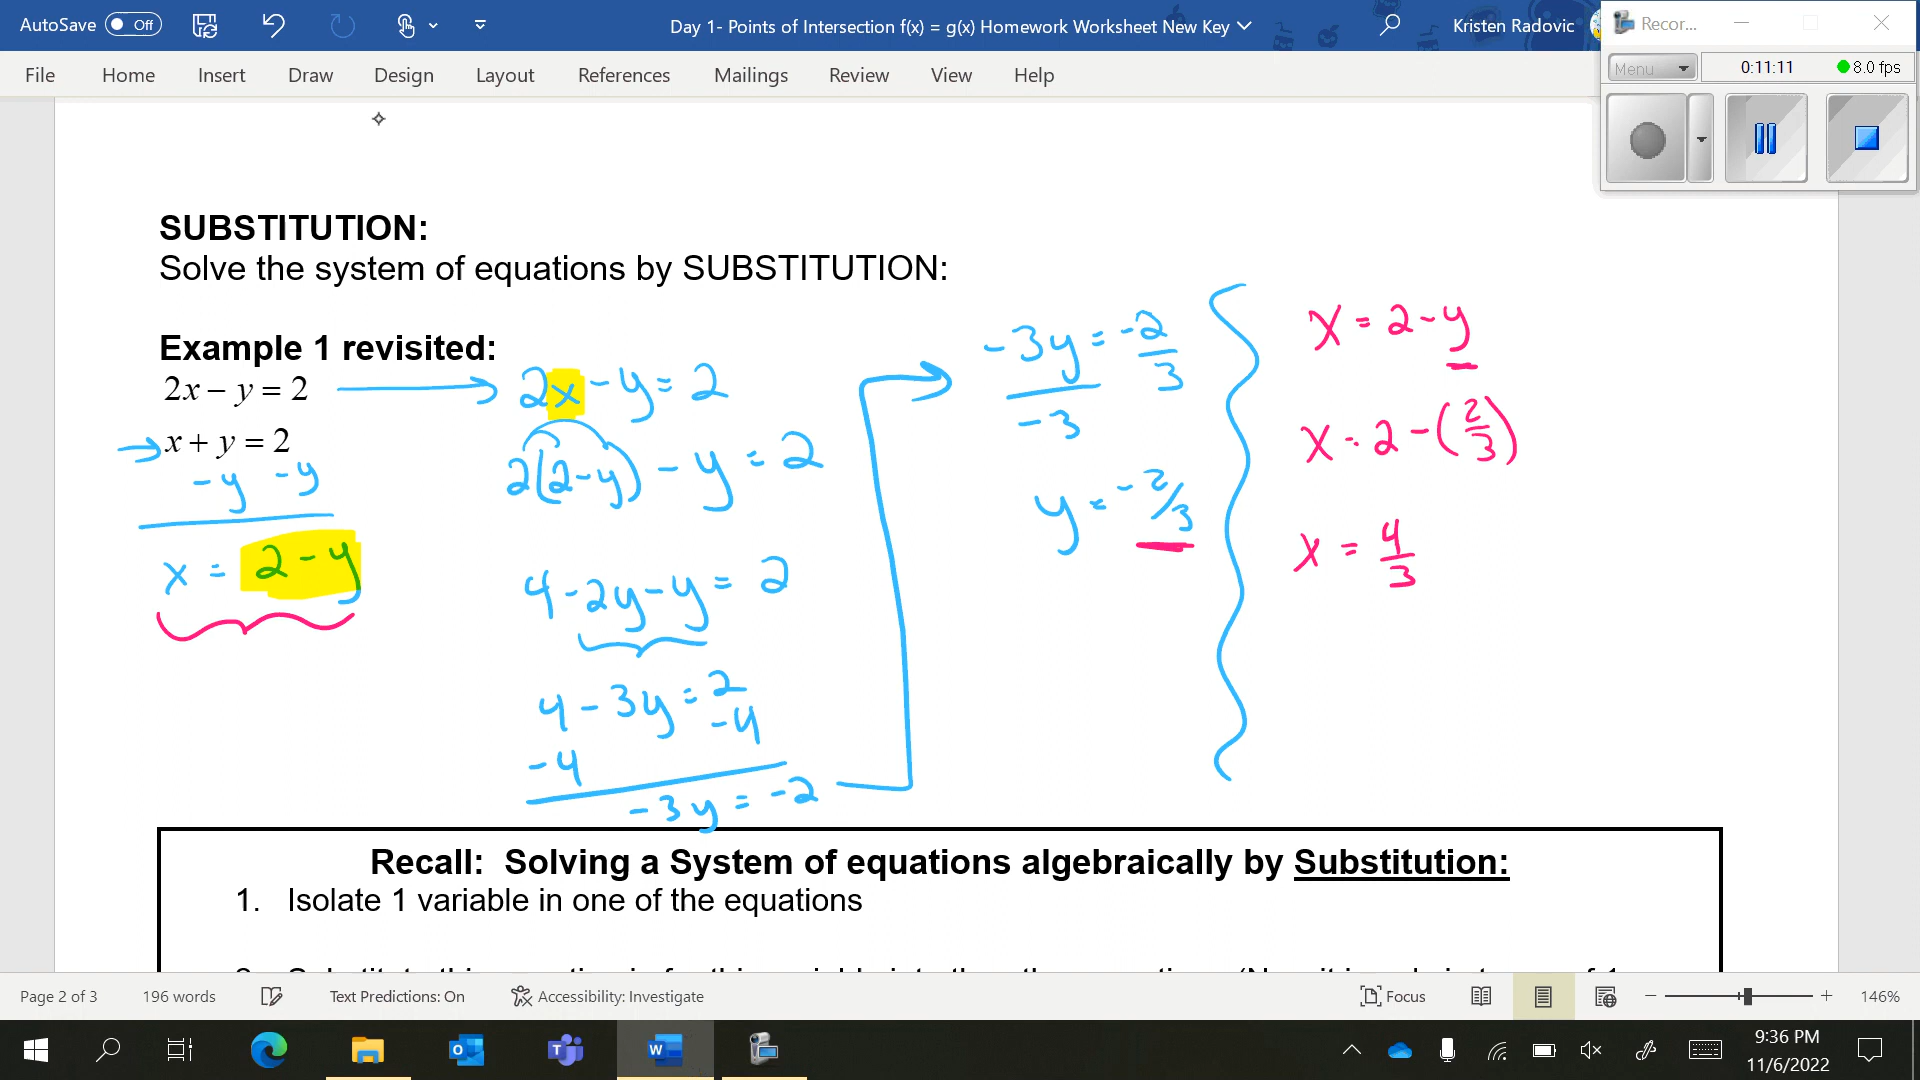 AutoSave Off
Day 1- Points of Intersection f(x) = g(x) Homework Worksheet New Key
Kristen Radovic
Recor...
File Home Insert Draw Design Layout References Mailings Review View Help
Menu 0:11:11 8.0 fps
SUBSTITUTION:
Solve the system of equations by SUBSTITUTION:
Example 1 revisited:
2x − y = 2
x + y = 2
-y -y
x = 2 - y
2x - y = 2
2(2-y) - y = 2
4 - 2y - y = 2
4 - 3y = 2
-4
-4
-3y = -2
-3y = -2
-3 3
y = -2/3
x = 2 - y
x = 2 - (2/3)
x = 4/3
Recall: Solving a System of equations algebraically by Substitution:
1. Isolate 1 variable in one of the equations
Page 2 of 3 196 words Text Predictions: On Accessibility: Investigate Focus 146%
9:36 PM
11/6/2022